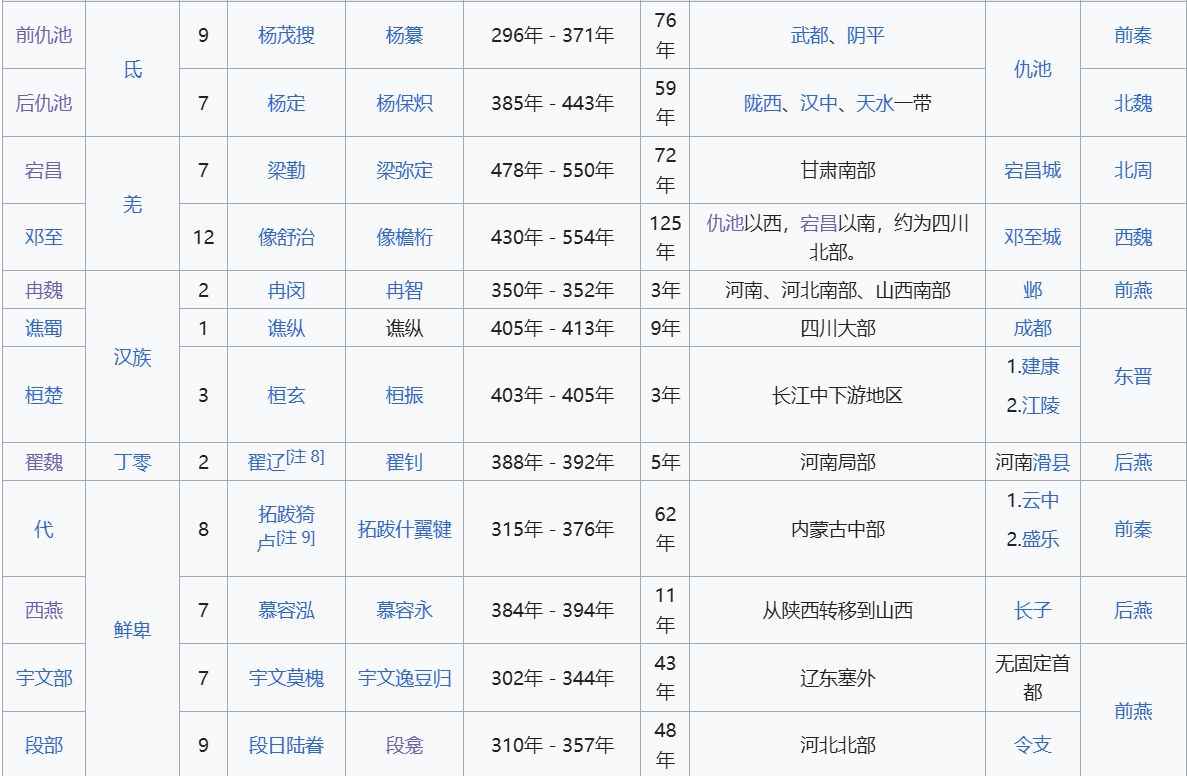 前仇池 氐 9 杨茂搜 杨纂 296年 - 371年 76年 武都、阴平 仇池 前秦
后仇池 7 杨定 杨保炽 385年 - 443年 59年 陇西、汉中、天水一带 北魏
宕昌 羌 7 梁勤 梁弥定 478年 - 550年 72年 甘肃南部 宕昌城 北周
邓至 12 像舒治 像檐桁 430年 - 554年 125年 仇池以西，宕昌以南，约为四川
北部。 邓至城 西魏
冉魏 汉族 2 冉闵 冉智 350年 - 352年 3年 河南、河北南部、山西南部 邺 前燕
谯蜀 1 谯纵 谯纵 405年 - 413年 9年 四川大部 成都 东晋
桓楚 3 桓玄 桓振 403年 - 405年 3年 长江中下游地区 1.建康
2.江陵
翟魏 丁零 2 翟辽[注 8] 翟钊 388年 - 392年 5年 河南局部 河南滑县 后燕
代 鲜卑 8 拓跋猗
卢[注 9] 拓跋什翼犍 315年 - 376年 62年 内蒙古中部 1.云中
2.盛乐 前秦
西燕 7 慕容泓 慕容永 384年 - 394年 11年 从陕西转移到山西 长子 后燕
宇文部 7 宇文莫槐 宇文逸豆归 302年 - 344年 43年 辽东塞外 无固定首
都 前燕
段部 9 段日陆眷 段龛 310年 - 357年 48年 河北北部 令支